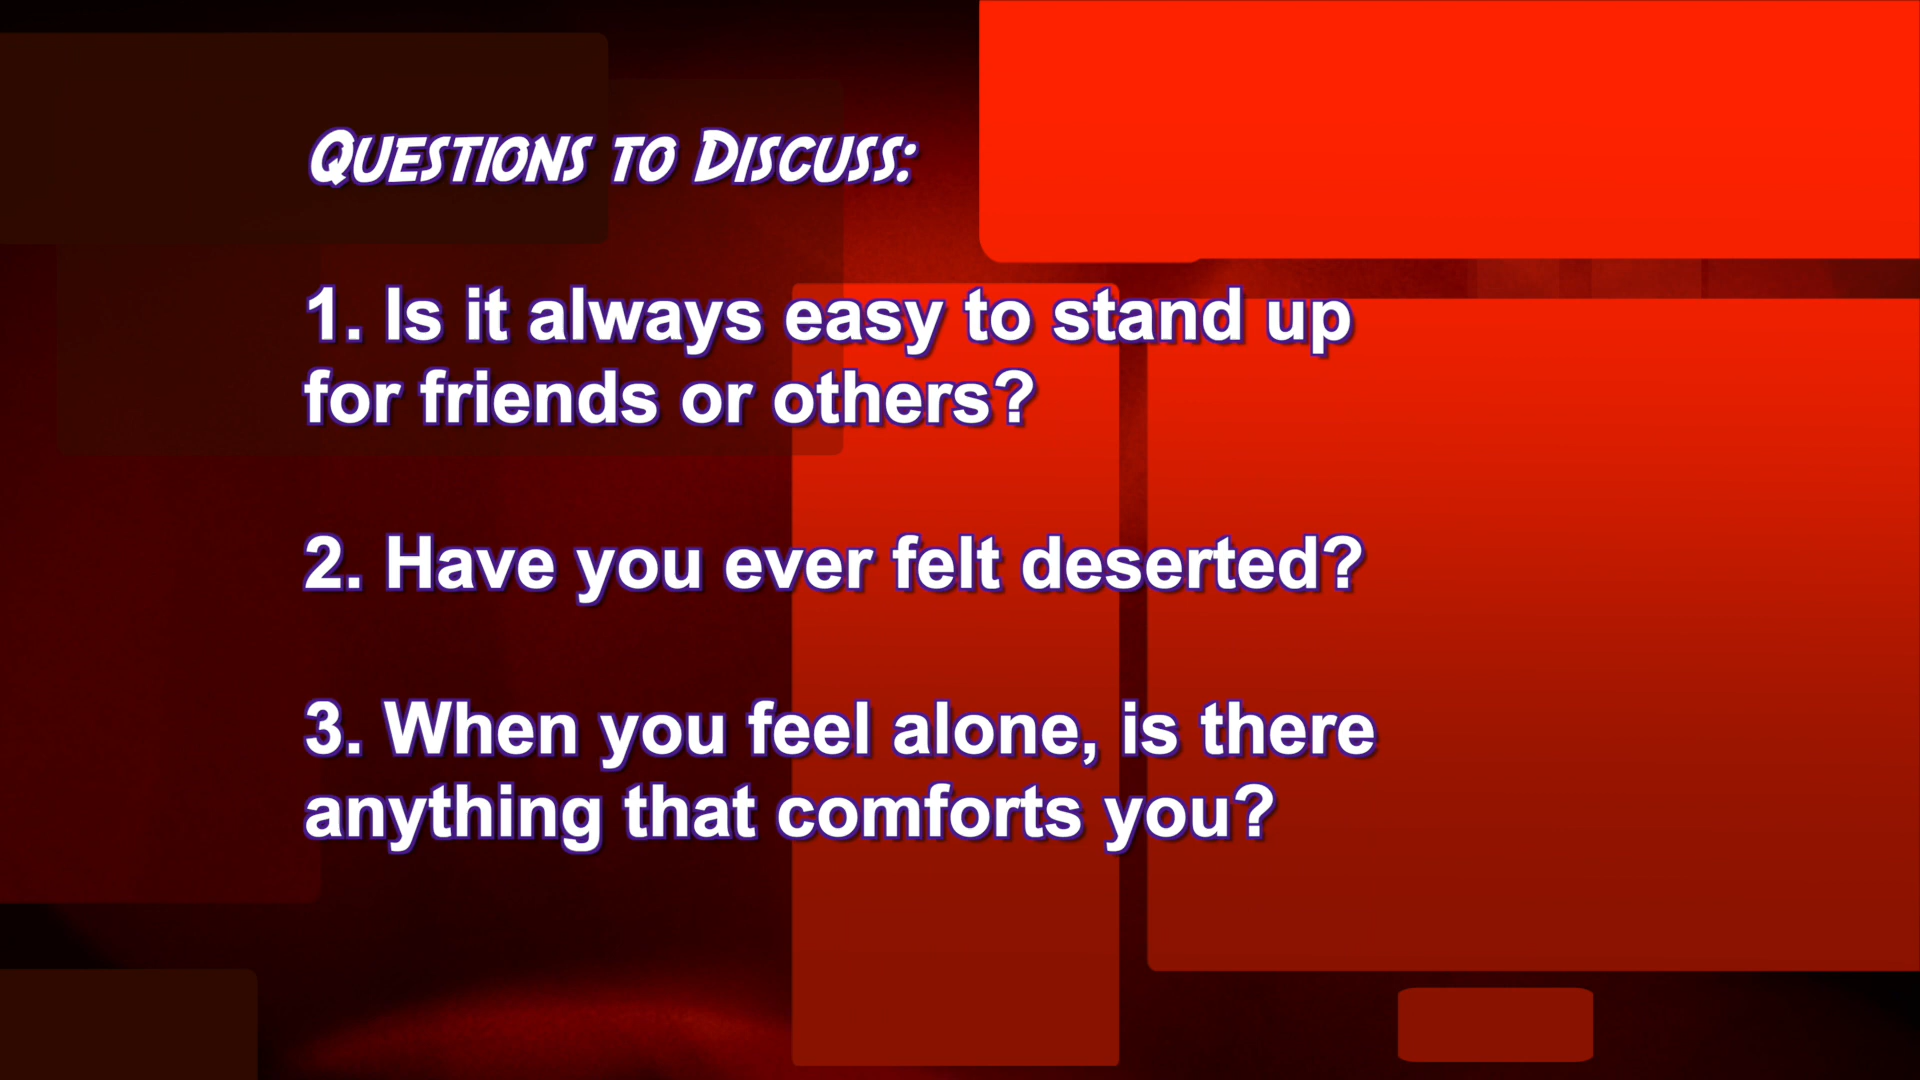 Questions to Discuss:
1. Is it always easy to stand up
for friends or others?
2. Have you ever felt deserted?
3. When you feel alone, is there
anything that comforts you?